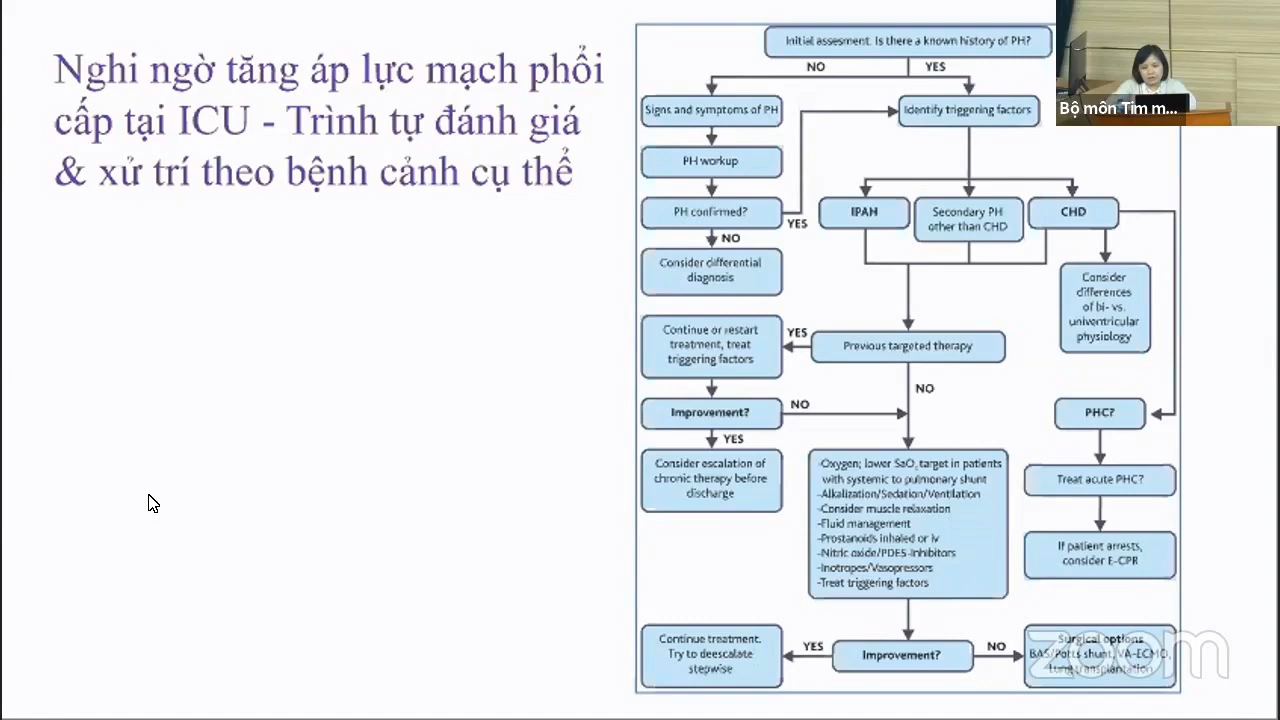 Nghi ngờ tăng áp lực mạch phổi
cấp tại ICU - Trình tự đánh giá
& xử trí theo bệnh cảnh cụ thể
Initial assesment. Is there a known history of PH?
NO
YES
Signs and symptoms of PH
Identify triggering factors
PH workup
PH confirmed?
YES
IPAH
Secondary PH
other than CHD
CHD
NO
Consider differential
diagnosis
Consider
differences
of bi- vs.
univentricular
physiology
Continue or restart
treatment, treat
triggering factors
YES
Previous targeted therapy
NO
Improvement?
NO
PHC?
YES
Consider escalation of
chronic therapy before
discharge
-Oxygen; lower SaO₂ target in patients
with systemic to pulmonary shunt
-Alkalization/Sedation/Ventilation
-Consider muscle relaxation
-Fluid management
-Prostanoids inhaled or iv
-Nitric oxide/PDE5-Inhibitors
-Inotropes/Vasopressors
-Treat triggering factors
Treat acute PHC?
If patient arrests,
consider E-CPR
Continue treatment.
Try to deescalate
stepwise
YES
Improvement?
NO
Surgical options
BAS/Potts shunt, VA-ECMO,
Lung transplantation
Bộ môn Tim m...
zoom